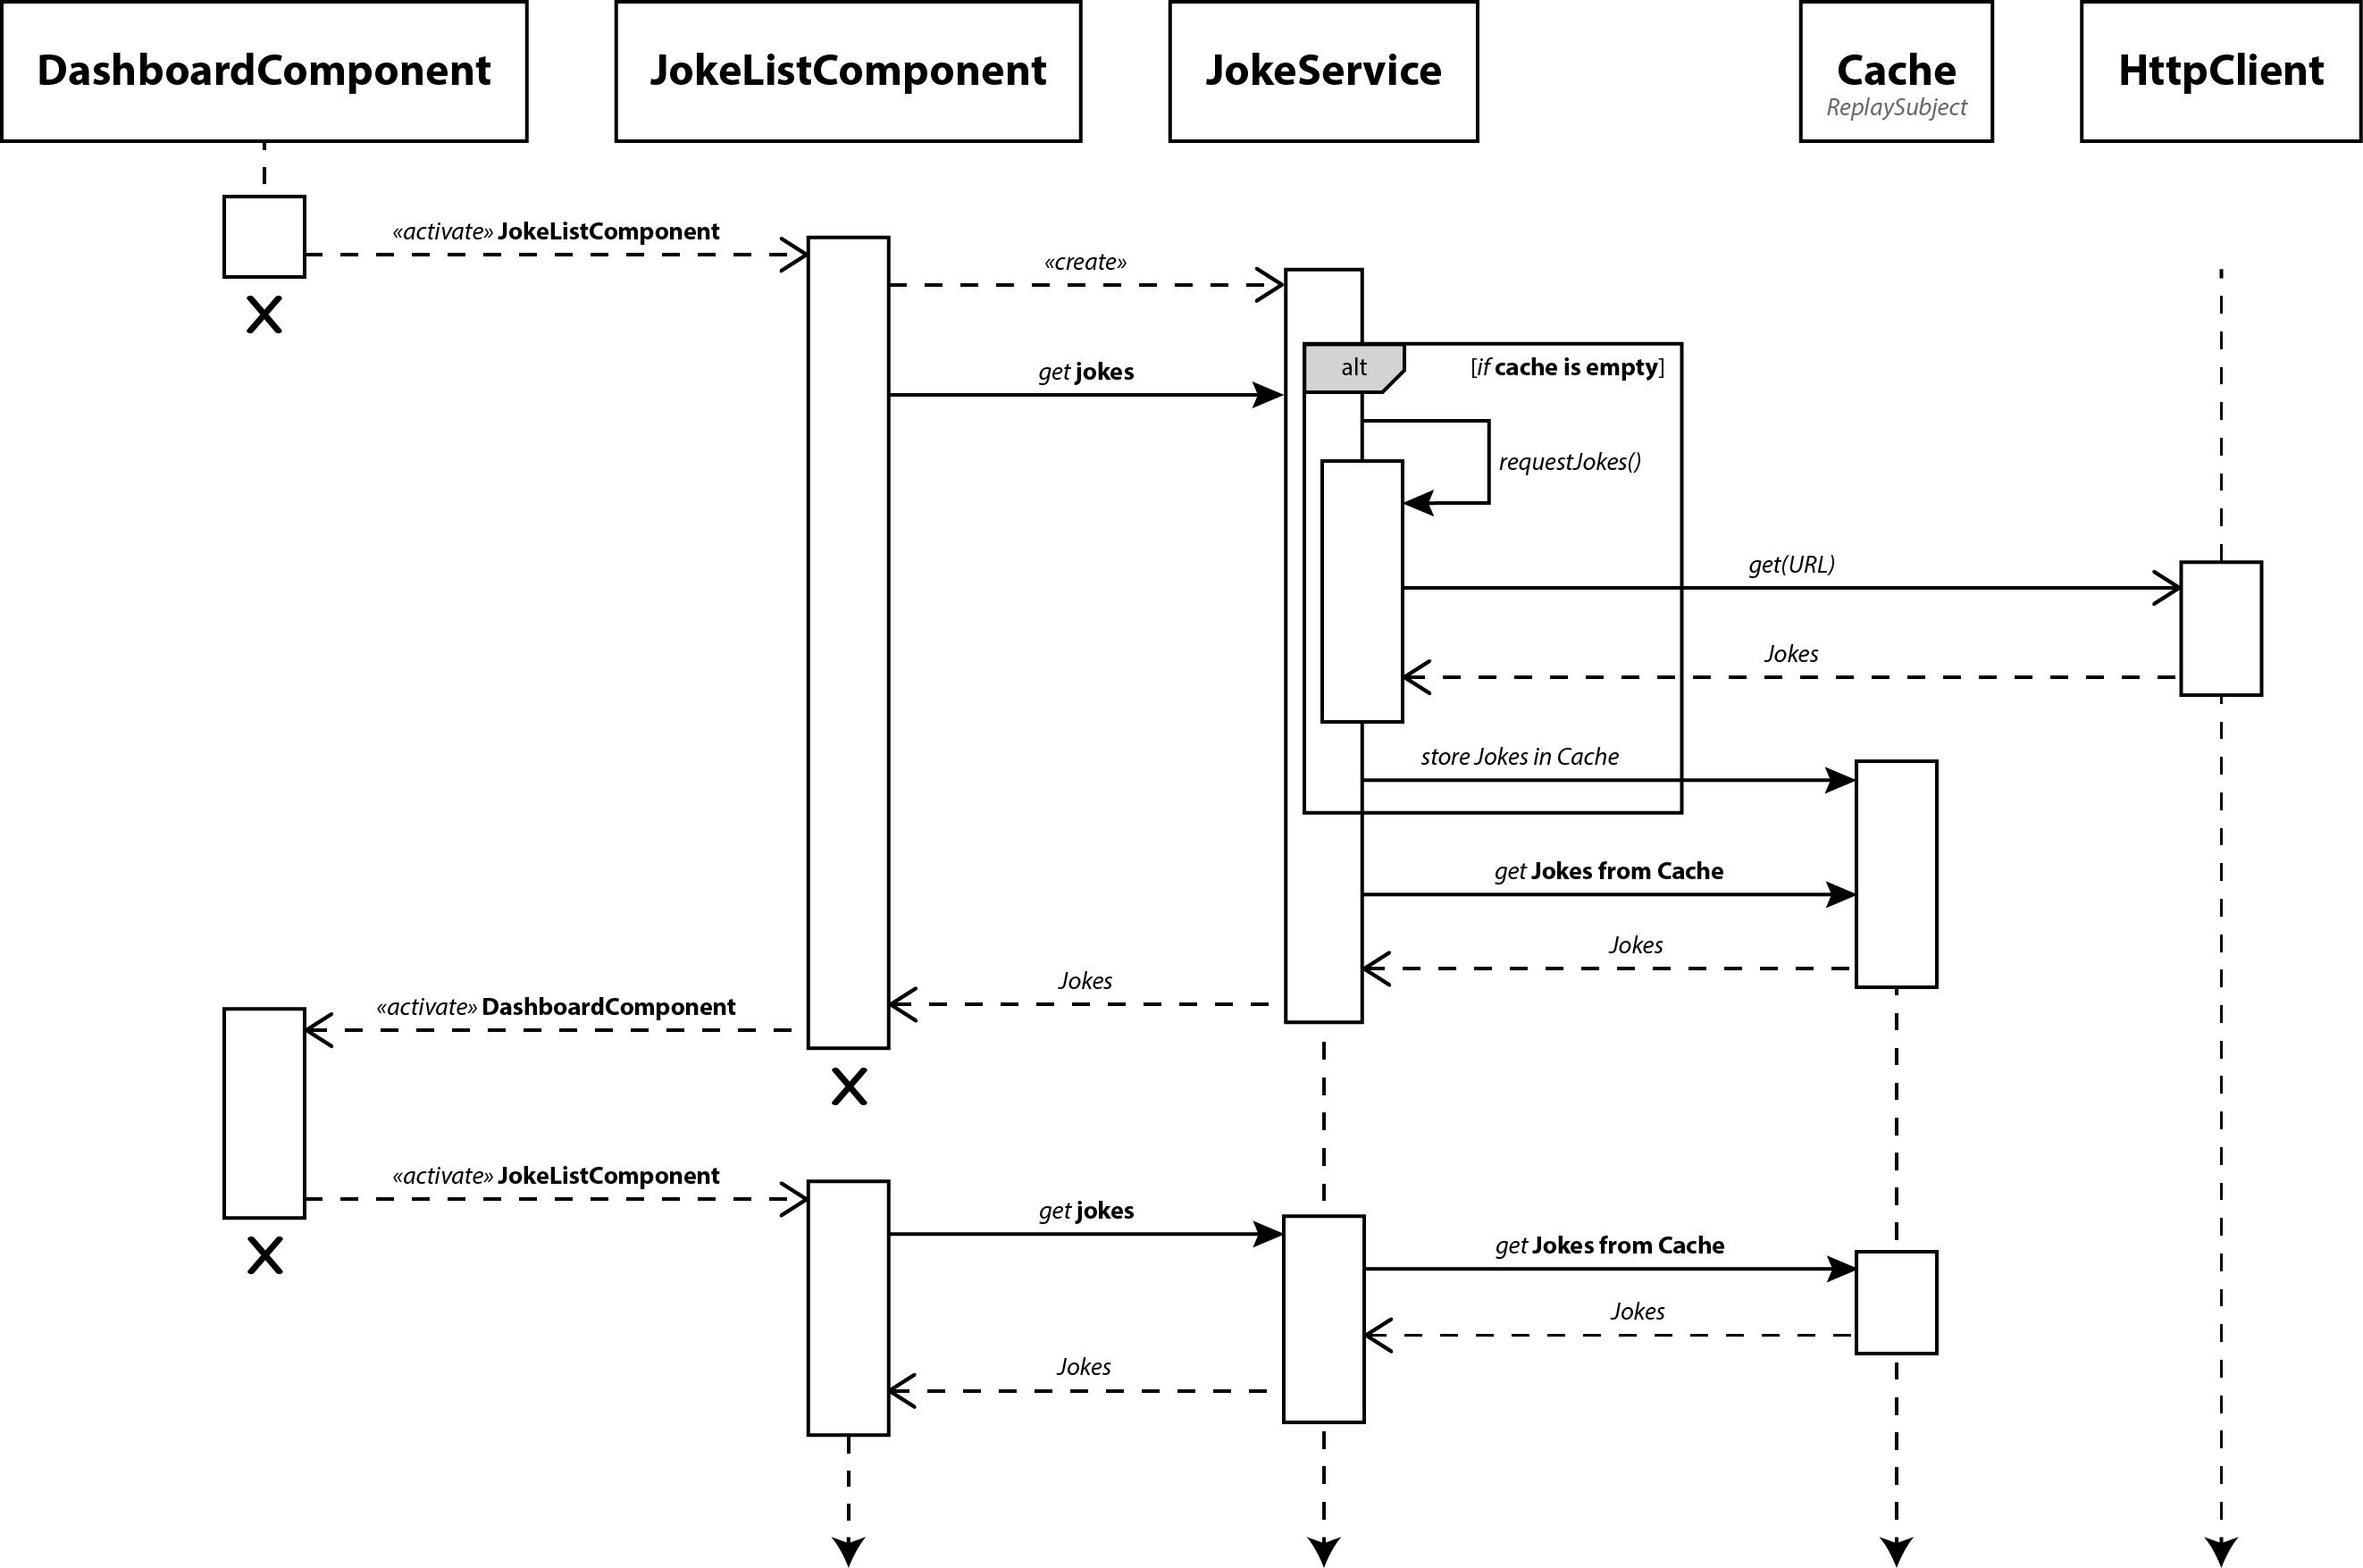 DashboardComponent
JokeListComponent
JokeService
Cache
ReplaySubject
HttpClient
«activate» JokeListComponent
«create»
alt
[if cache is empty]
get jokes
requestJokes()
get(URL)
Jokes
store Jokes in Cache
get Jokes from Cache
Jokes
Jokes
«activate» DashboardComponent
«activate» JokeListComponent
get jokes
get Jokes from Cache
Jokes
Jokes